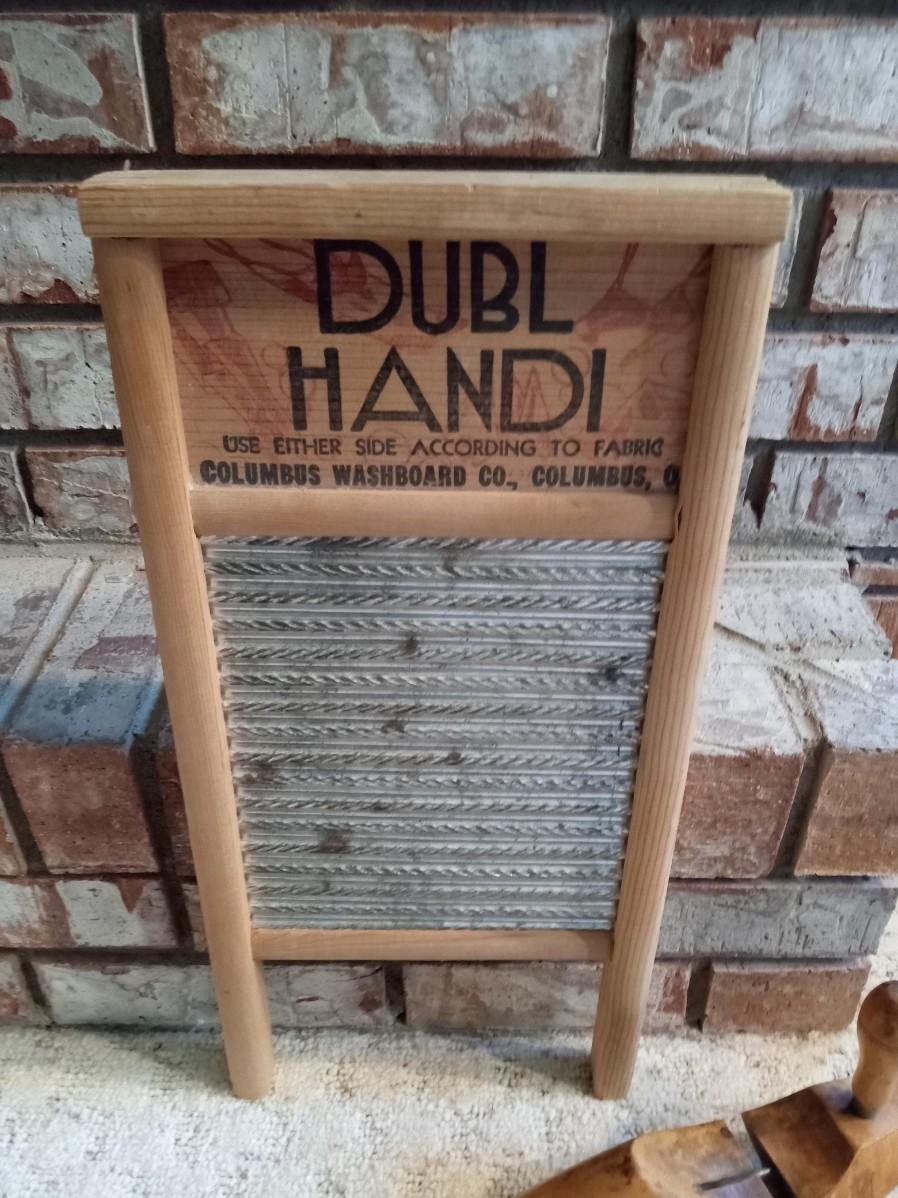 DUBL
HANDI
USE EITHER SIDE ACCORDING TO FABRIC
COLUMBUS WASHBOARD CO., COLUMBUS, O